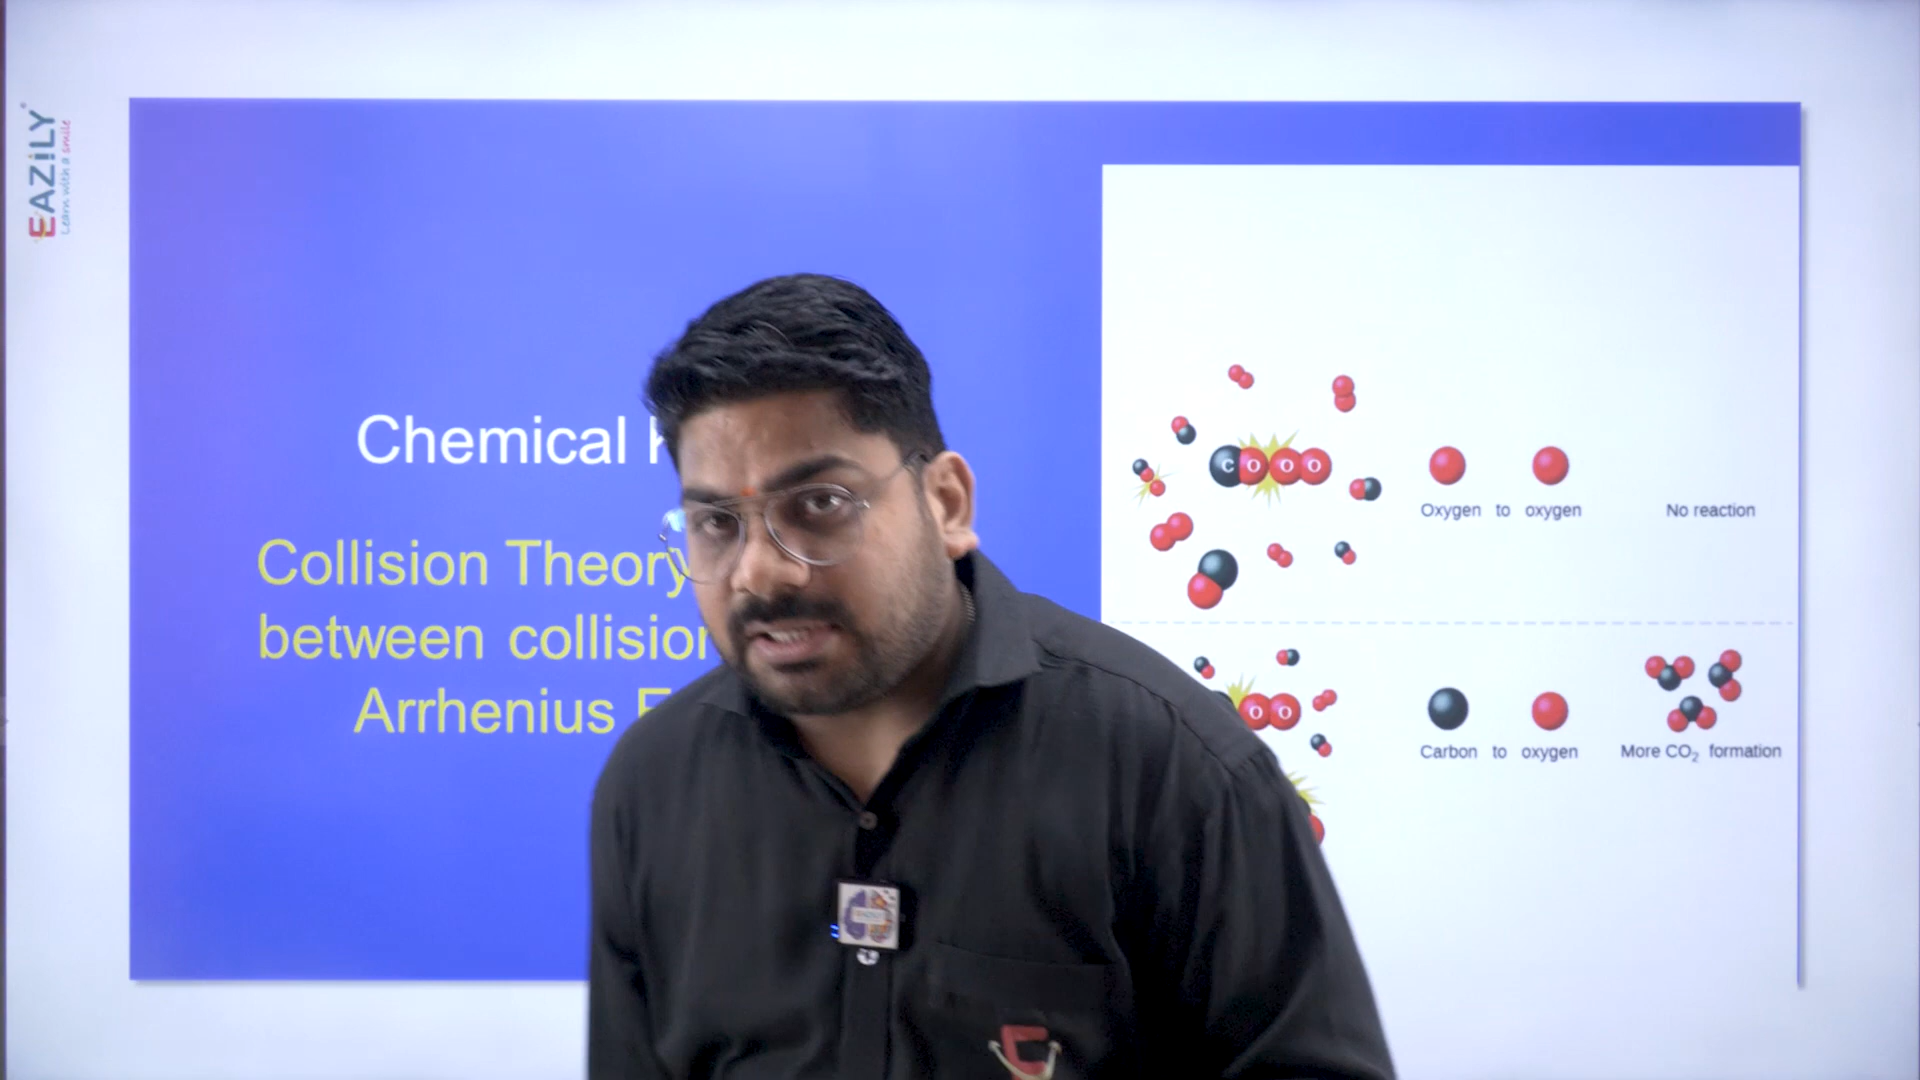 EAZILY
Learn with a smile
Chemical
Collision Theory
between collision
Arrhenius
C O O O
Oxygen to oxygen
No reaction
O O
Carbon to oxygen
More CO₂ formation